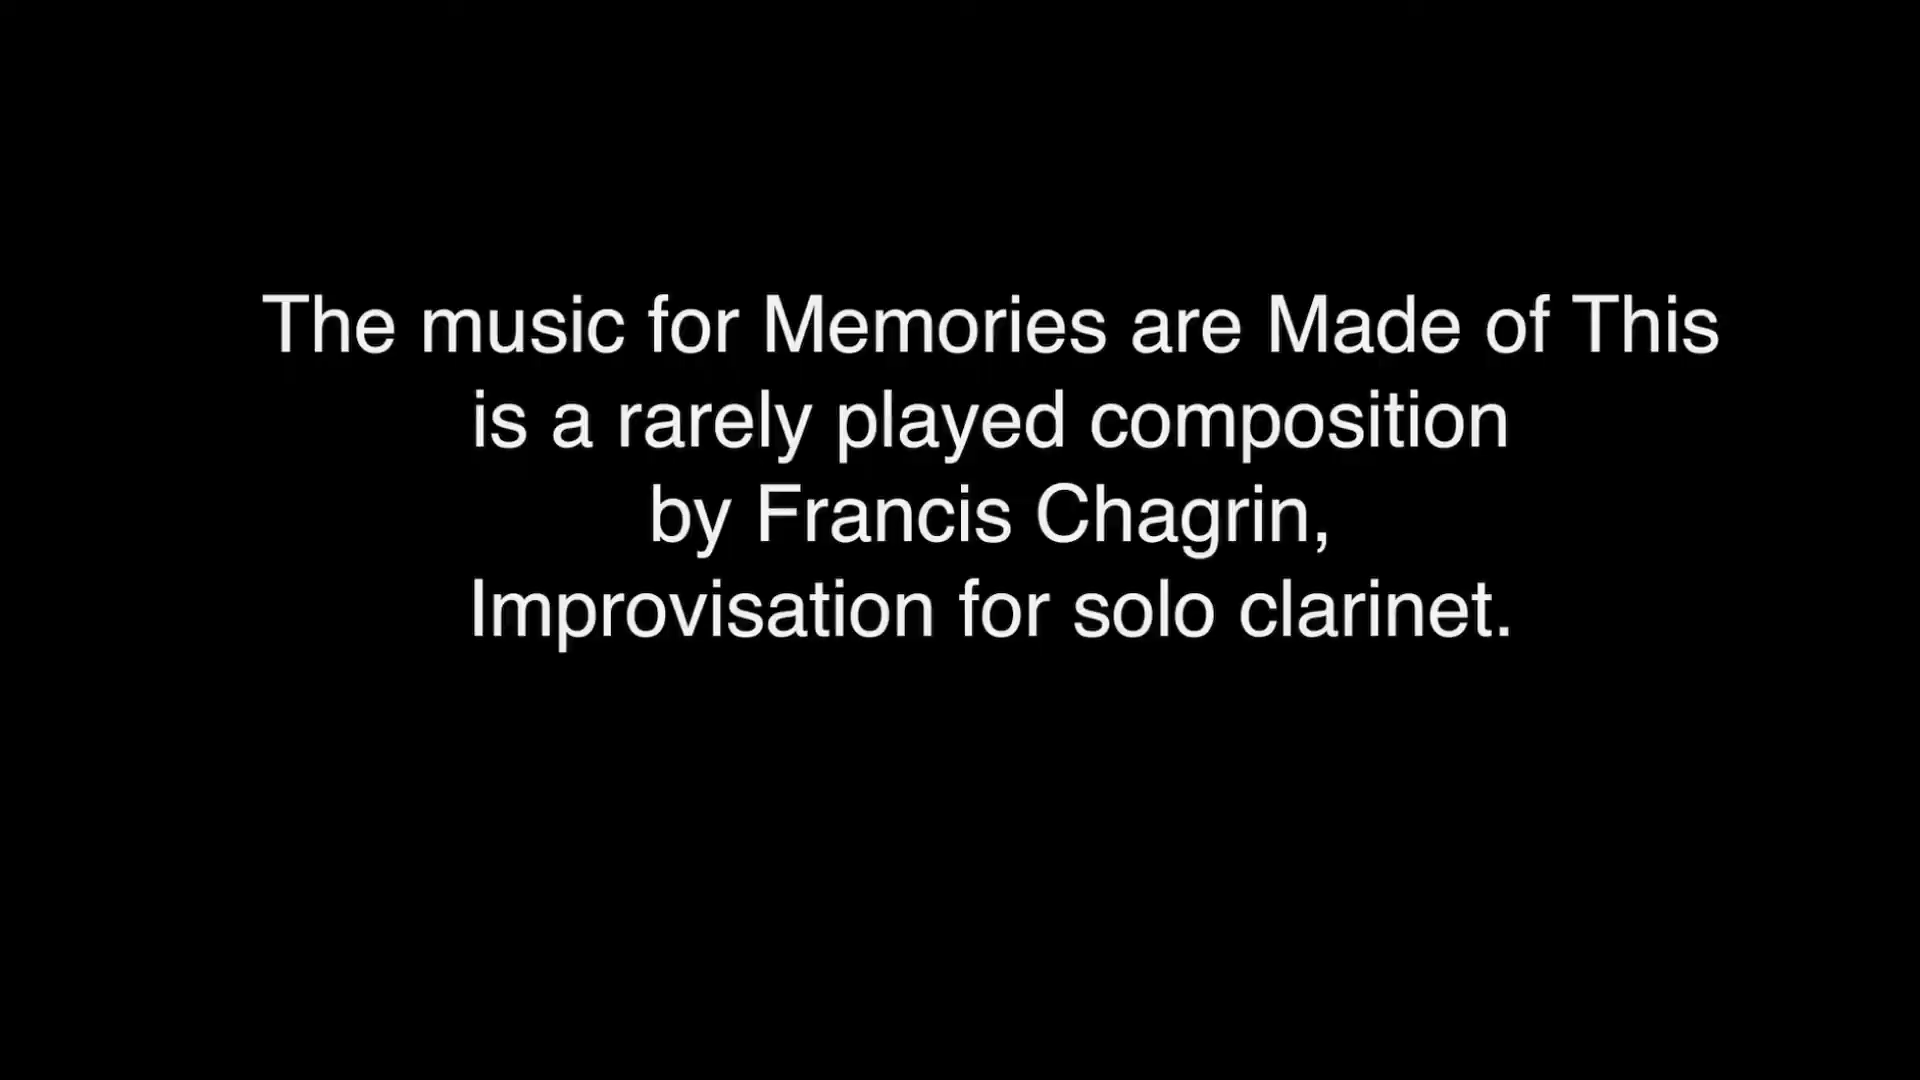 The music for Memories are Made of This
is a rarely played composition
by Francis Chagrin,
Improvisation for solo clarinet.